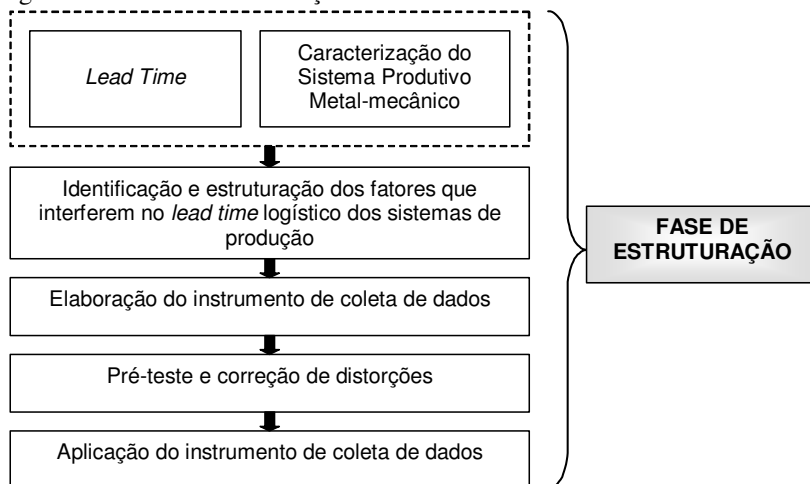 Lead Time
Caracterização do
Sistema Produtivo
Metal-mecânico
Identificação e estruturação dos fatores que
interferem no lead time logístico dos sistemas de
produção
FASE DE
ESTRUTURAÇÃO
Elaboração do instrumento de coleta de dados
Pré-teste e correção de distorções
Aplicação do instrumento de coleta de dados